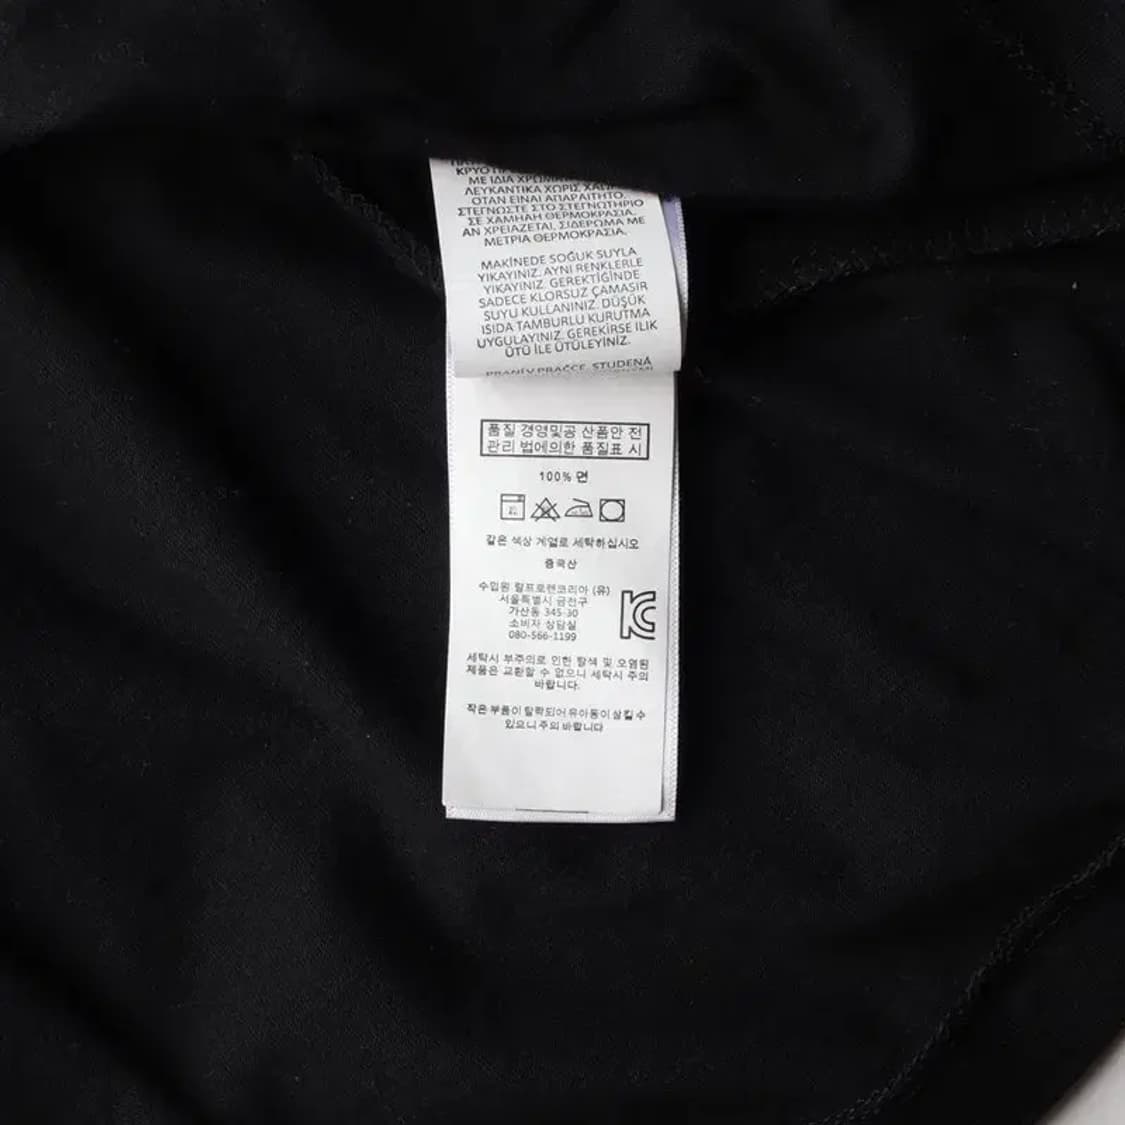 ΜΕ ΙΔΙΑ
ΛΕΥΚΑΝΤΙΚΑ ΧΩΡΙΣ
ΟΤΑΝ ΕΙΝΑΙ ΑΠΑΡΑΙΤΗΤΟ.
ΣΤΕΓΝΩΣΤΕ ΣΤΟ ΣΤΕΓΝΩΤΗΡΙΟ
ΣΕ ΧΑΜΗΛΗ ΘΕΡΜΟΚΡΑΣΙΑ.
ΑΝ ΧΡΕΙΑΖΕΤΑΙ, ΣΙΔΕΡΩΜΑ ΜΕ
ΜΕΤΡΙΑ ΘΕΡΜΟΚΡΑΣΙΑ.
MAKİNEDE SOĞUK SUYLA
YIKAYINIZ. AYNI RENKLERLE
YIKAYINIZ. GEREKTİĞİNDE
SADECE KLORSUZ ÇAMASIR
SUYU KULLANINIZ. DÜŞÜK
ISIDA TAMBURLU KURUTMA
UYGULAYINIZ. GEREKİRSE ILIK
ÜTÜ İLE ÜTÜLEYİNİZ.
PRANÍ V PRAČCE, STUDENÁ
품질 경영및공 산품안 전
관리 법에의한 품질표 시
100% 면
같은 색상 계열로 세탁하십시오
중국산
수입원 랄프로렌코리아 (유)
서울특별시 금천구
가산동 345-30
소비자 상담실
080-566-1199
KC
세탁시 부주의로 인한 탈색 및 오염된
제품은 교환할 수 없으니 세탁시 주의
바랍니다.
작은 부품이 탈락되어 유아동이 삼킬 수
있으니 주의 바랍니다